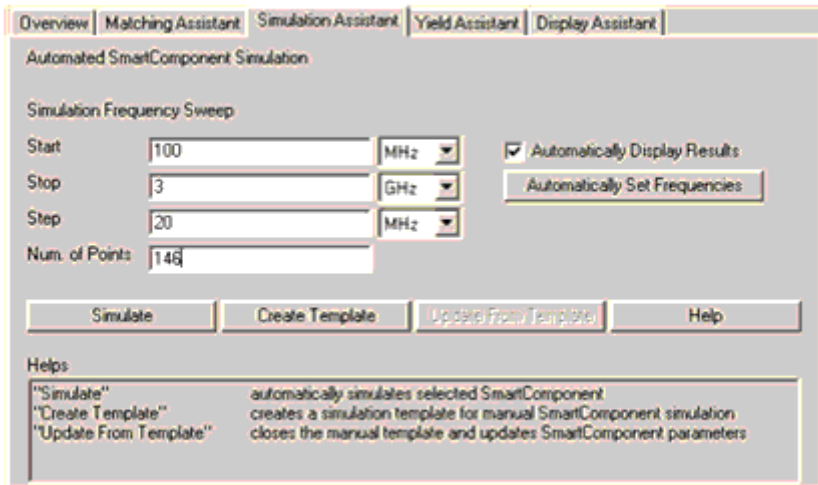 Overview Matching Assistant Simulation Assistant Yield Assistant Display Assistant
Automated SmartComponent Simulation
Simulation Frequency Sweep
Start 100 MHz Automatically Display Results
Stop 3 GHz Automatically Set Frequencies
Step 20 MHz
Num. of Points 146
Simulate Create Template Update From Template Help
Helps
"Simulate" automatically simulates selected SmartComponent
"Create Template" creates a simulation template for manual SmartComponent simulation
"Update From Template" closes the manual template and updates SmartComponent parameters